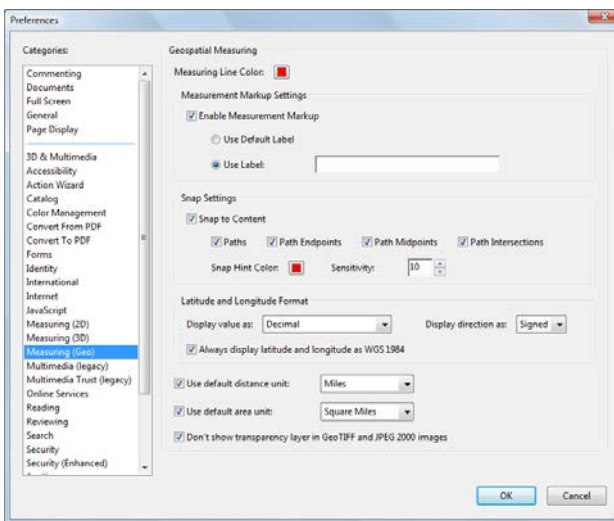 Preferences
Categories:
Commenting
Documents
Full Screen
General
Page Display
3D & Multimedia
Accessibility
Action Wizard
Catalog
Color Management
Convert From PDF
Convert To PDF
Forms
Identity
International
Internet
JavaScript
Measuring (2D)
Measuring (3D)
Measuring (Geo)
Multimedia (legacy)
Multimedia Trust (legacy)
Online Services
Reading
Reviewing
Search
Security
Security (Enhanced)
Geospatial Measuring
Measuring Line Color:
Measurement Markup Settings
Enable Measurement Markup
Use Default Label
Use Label:
Snap Settings
Snap to Content
Paths Path Endpoints Path Midpoints Path Intersections
Snap Hint Color: Sensitivity: 10
Latitude and Longitude Format
Display value as: Decimal Display direction as: Signed
Always display latitude and longitude as WGS 1984
Use default distance unit: Miles
Use default area unit: Square Miles
Don't show transparency layer in GeoTIFF and JPEG 2000 images
OK Cancel